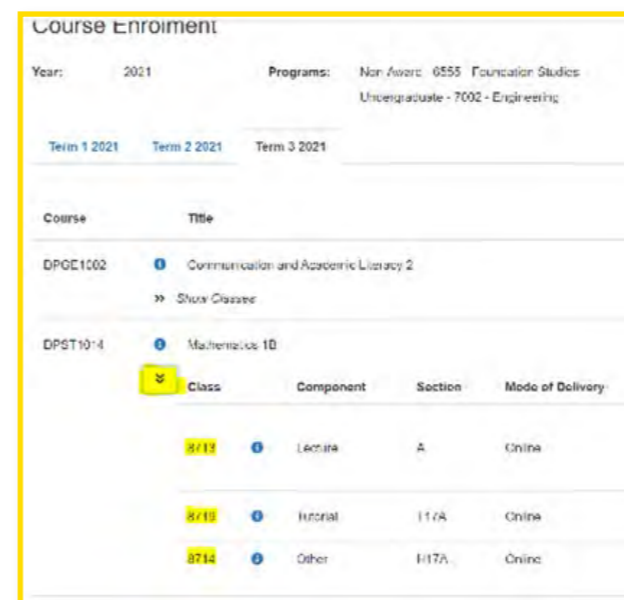 Course Enrolment
Year: 2021 Programs: Non Award - 6555 - Foundation Studies
Undergraduate - 7002 - Engineering
Term 1 2021 Term 2 2021 Term 3 2021
Course Title
DPGE1002 Communication and Academic Literacy 2
» Show Classes
DPST1014 Mathematics 1B
Class Component Section Mode of Delivery
8713 Lecture A Online
Tutorial Online
8714 Other Online